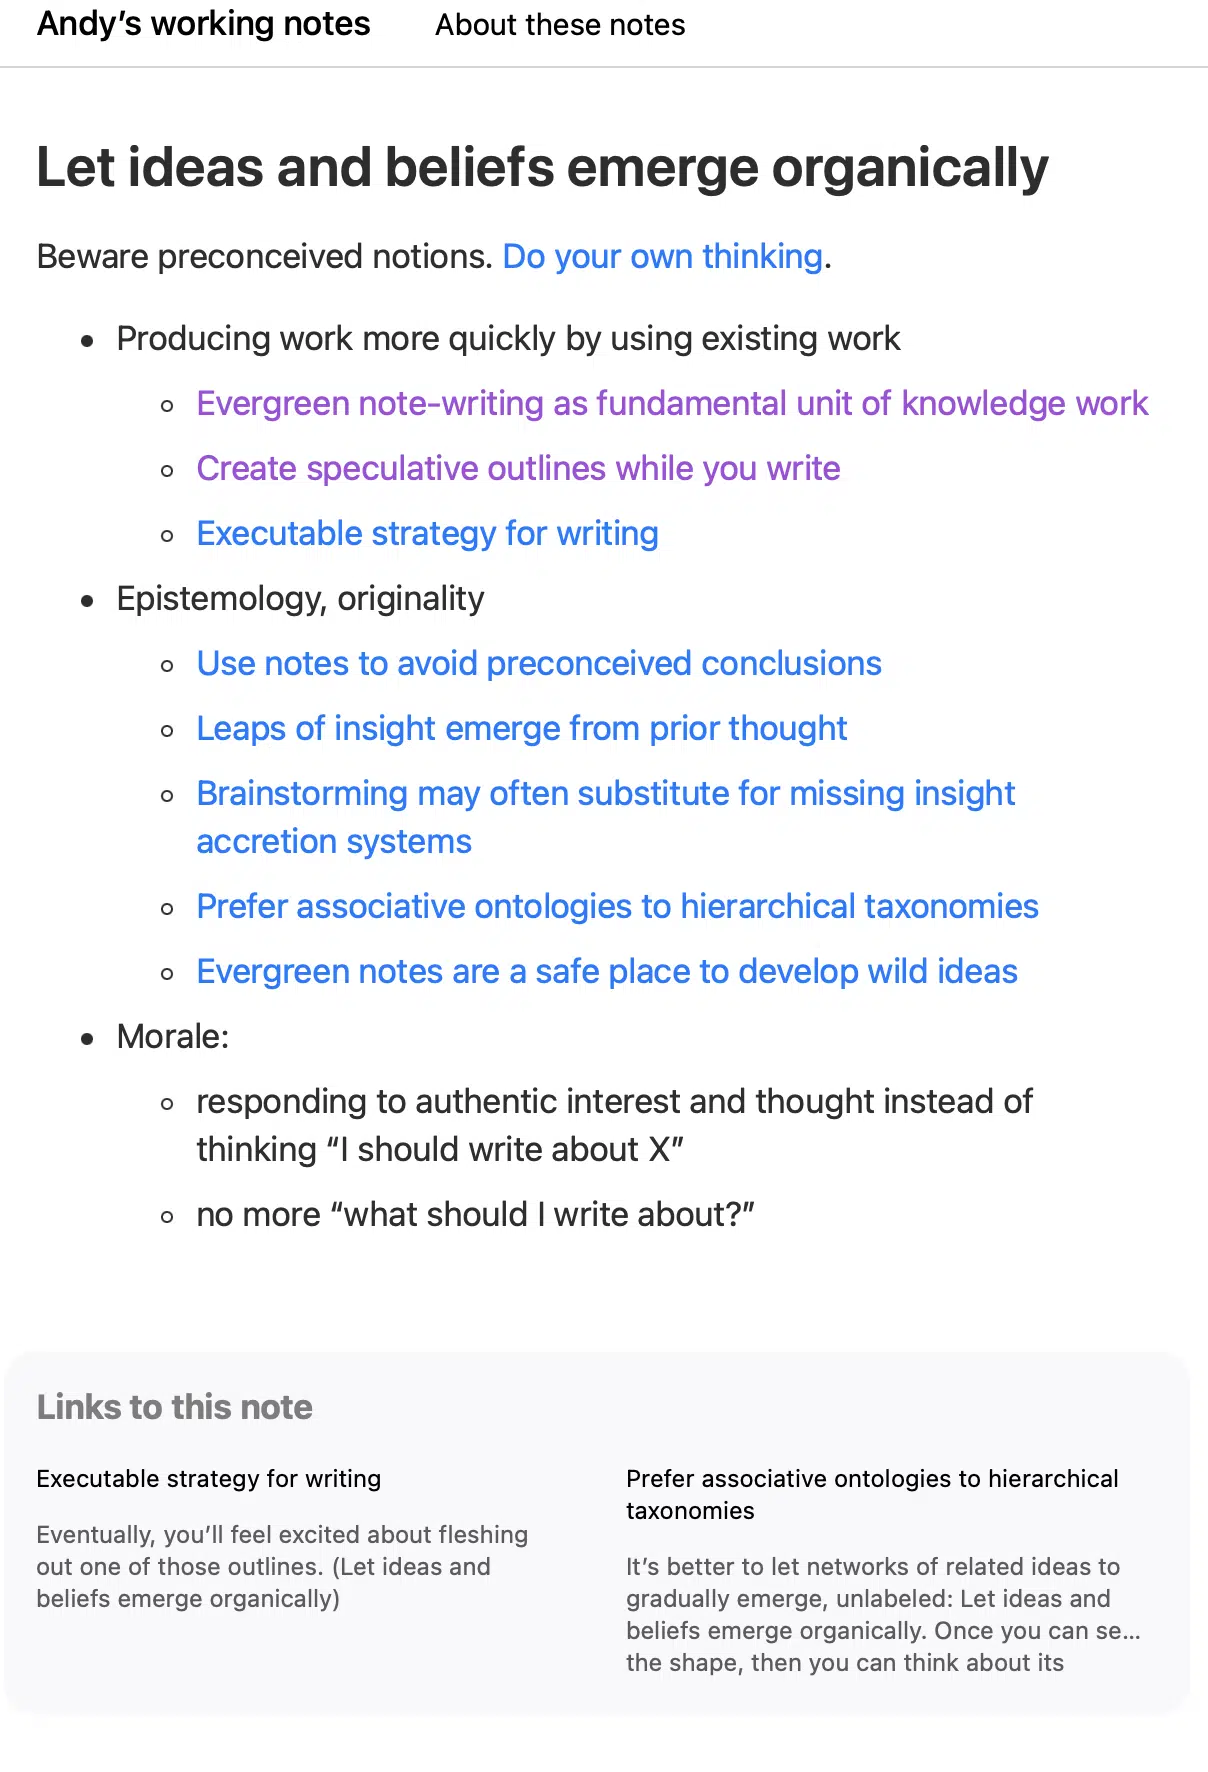 Andy’s working notes
About these notes
Let ideas and beliefs emerge organically
Beware preconceived notions. Do your own thinking.
Producing work more quickly by using existing work
Evergreen note-writing as fundamental unit of knowledge work
Create speculative outlines while you write
Executable strategy for writing
Epistemology, originality
Use notes to avoid preconceived conclusions
Leaps of insight emerge from prior thought
Brainstorming may often substitute for missing insight
accretion systems
Prefer associative ontologies to hierarchical taxonomies
Evergreen notes are a safe place to develop wild ideas
Morale:
responding to authentic interest and thought instead of
thinking “I should write about X”
no more “what should I write about?”
Links to this note
Executable strategy for writing
Eventually, you’ll feel excited about fleshing
out one of those outlines. (Let ideas and
beliefs emerge organically)
Prefer associative ontologies to hierarchical
taxonomies
It’s better to let networks of related ideas to
gradually emerge, unlabeled: Let ideas and
beliefs emerge organically. Once you can se…
the shape, then you can think about its